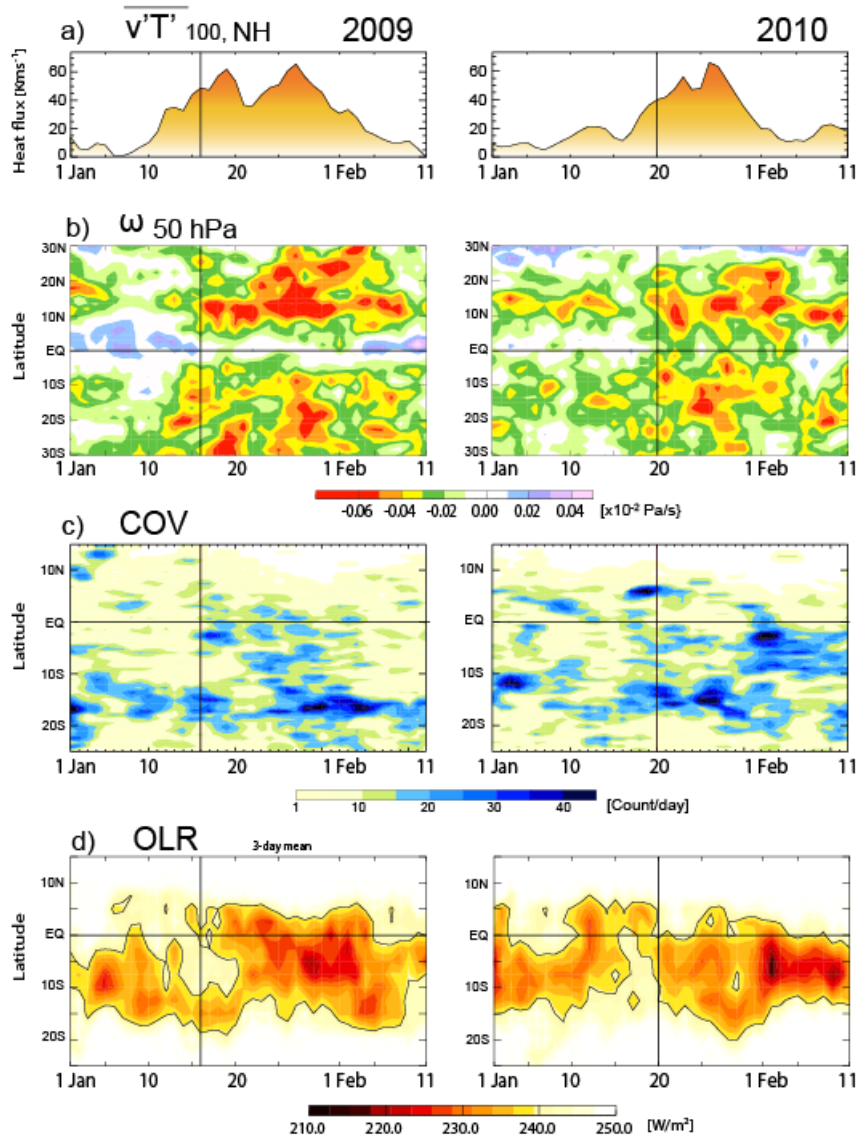 a) v'T' 100, NH 2009 2010
Heat flux [Kms⁻¹]
60
40
20
0
1 Jan 10 20 1 Feb 11
1 Jan 10 20 1 Feb 11
b) ω 50 hPa
Latitude
30N
20N
10N
EQ
10S
20S
30S
30N
20N
10N
EQ
10S
20S
30S
1 Jan 10 20 1 Feb 11
1 Jan 10 20 1 Feb 11
-0.06 -0.04 -0.02 0.00 0.02 0.04 [x10⁻² Pa/s}
c) COV
Latitude
10N
EQ
10S
20S
10N
EQ
10S
20S
1 Jan 10 20 1 Feb 11
1 Jan 10 20 1 Feb 11
1 10 20 30 40 [Count/day]
d) OLR 3-day mean
Latitude
10N
EQ
10S
20S
10N
EQ
10S
20S
1 Jan 10 20 1 Feb 11
1 Jan 10 20 1 Feb 11
210.0 220.0 230.0 240.0 250.0 [W/m²]